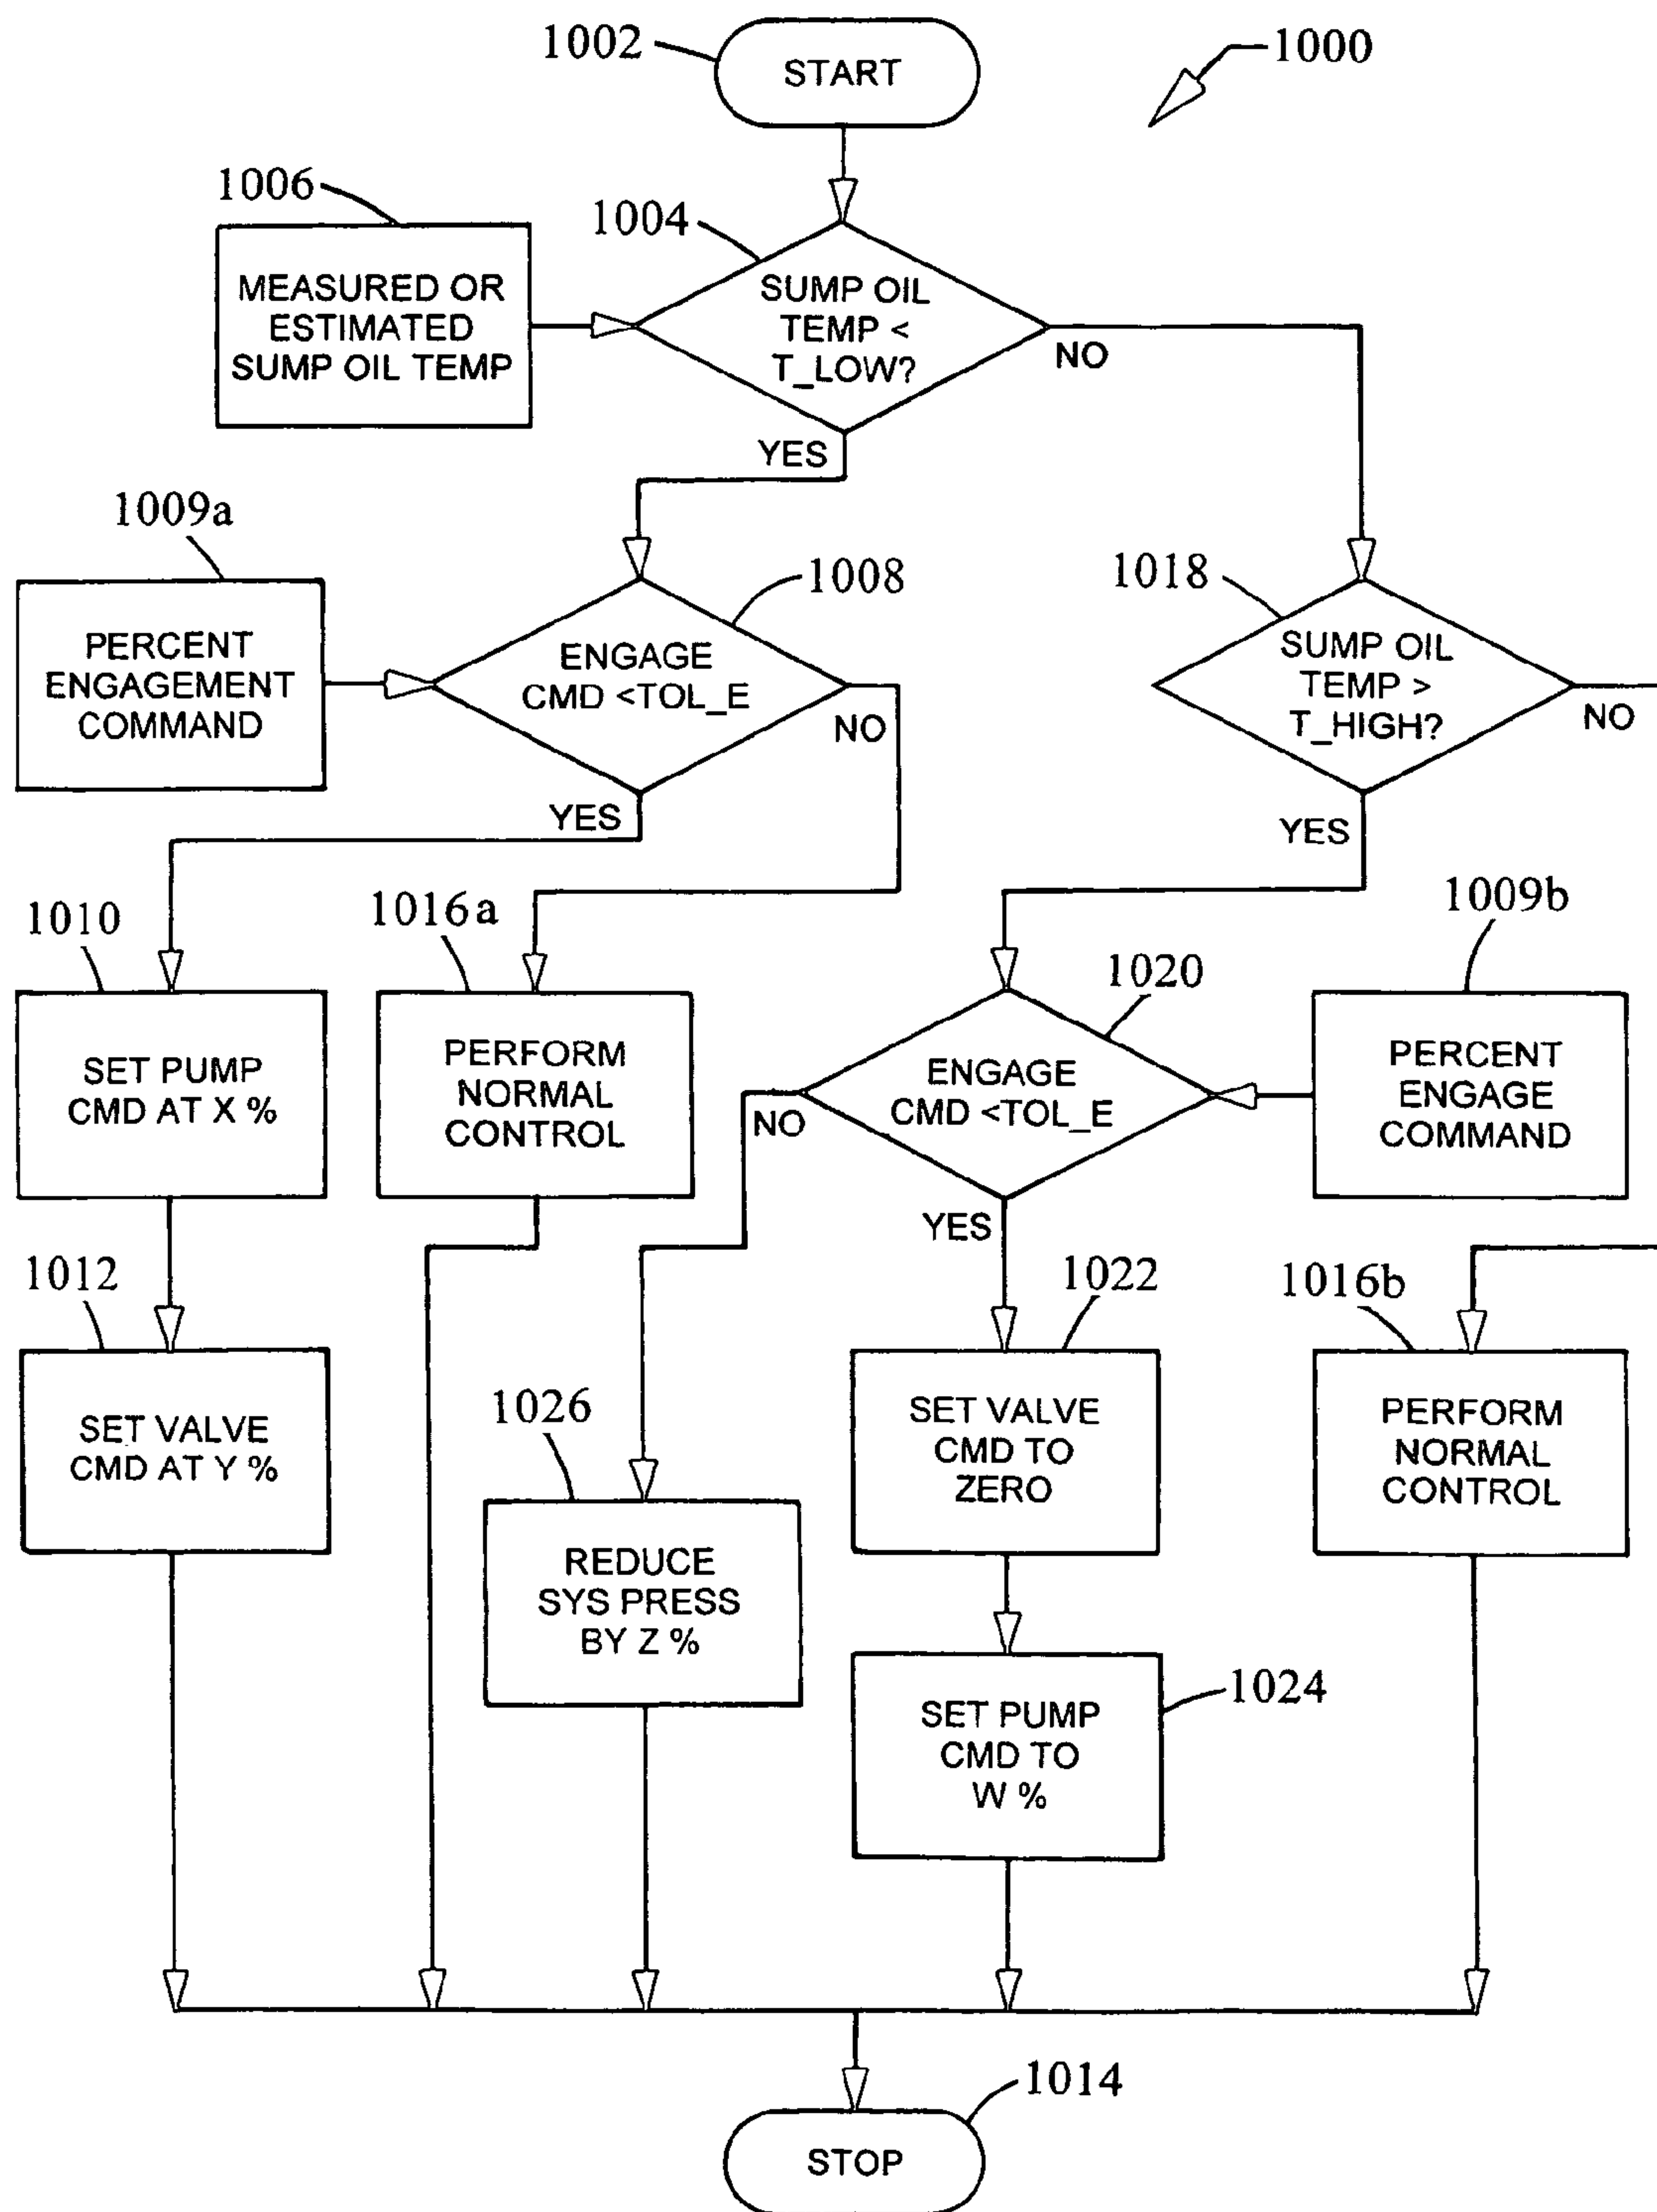 1002
START
1000
1006
1004
MEASURED OR
ESTIMATED
SUMP OIL TEMP
SUMP OIL
TEMP <
T_LOW?
NO
YES
1009a
1008
1018
PERCENT
ENGAGEMENT
COMMAND
ENGAGE
CMD <TOL_E
NO
YES
SUMP OIL
TEMP >
T_HIGH?
NO
YES
1010
1016a
1020
1009b
SET PUMP
CMD AT X %
PERFORM
NORMAL
CONTROL
ENGAGE
CMD <TOL_E
NO
YES
PERCENT
ENGAGE
COMMAND
1012
1026
1022
1016b
SET VALVE
CMD AT Y %
REDUCE
SYS PRESS
BY Z %
SET VALVE
CMD TO
ZERO
PERFORM
NORMAL
CONTROL
1024
SET PUMP
CMD TO
W %
1014
STOP